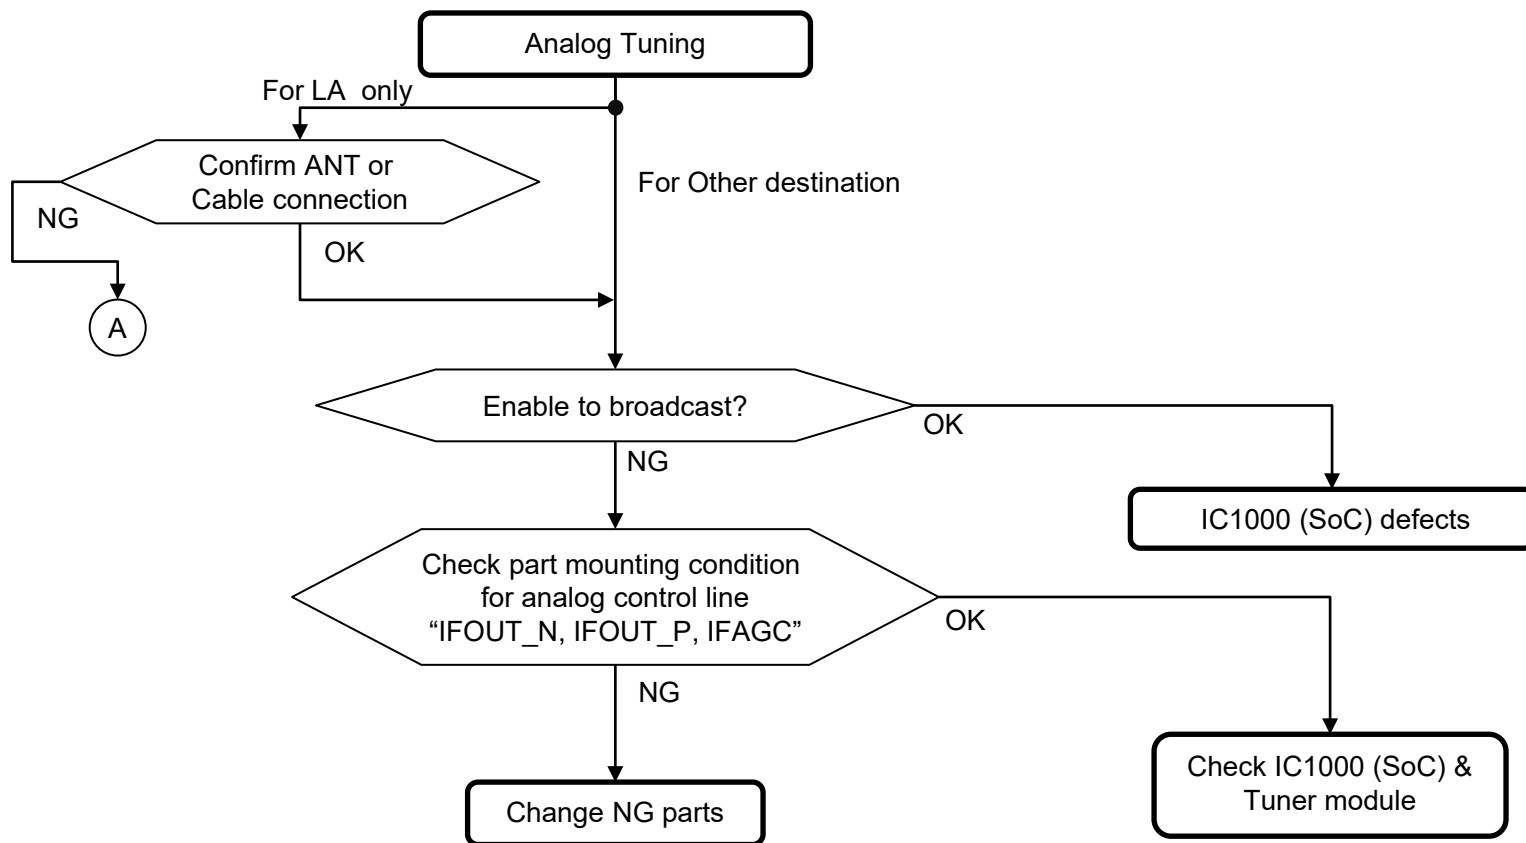 Analog Tuning
For LA  only
Confirm ANT or
Cable connection
For Other destination
NG
OK
A
Enable to broadcast?
OK
NG
IC1000 (SoC) defects
Check part mounting condition
for analog control line
“IFOUT_N, IFOUT_P, IFAGC”
OK
NG
Check IC1000 (SoC) &
Tuner module
Change NG parts